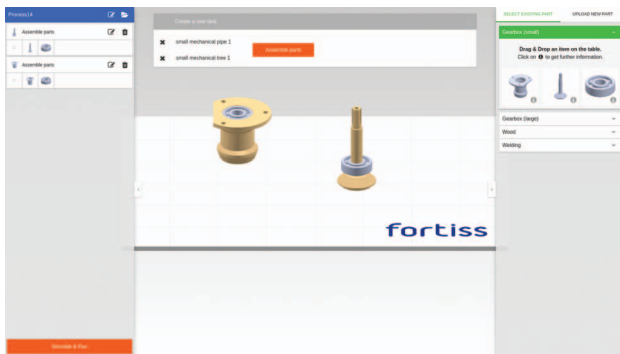 Process14
Assemble parts
Assemble parts
Simulate & Run
Create a new task
small mechanical pipe 1
small mechanical tree 1
Assemble parts
fortiss
SELECT EXISTING PART
UPLOAD NEW PART
Gearbox (small)
Drag & Drop an item on the table.
Click on i to get further information.
Gearbox (large)
Wood
Welding